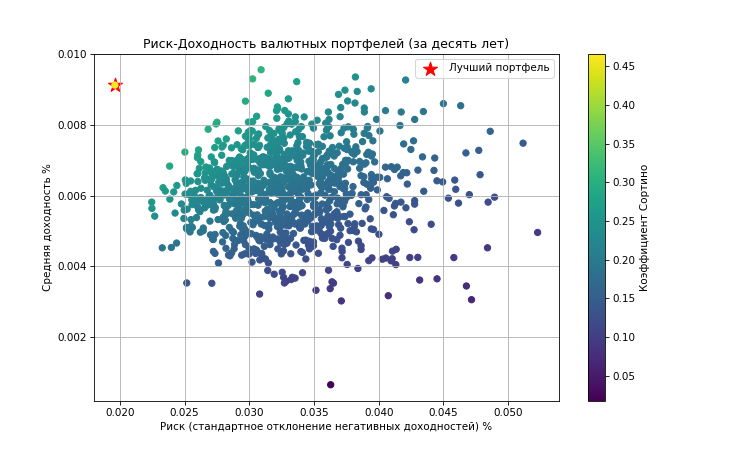 Риск-Доходность валютных портфелей (за десять лет)
Лучший портфель
Средняя доходность %
0.010
0.008
0.006
0.004
0.002
0.020 0.025 0.030 0.035 0.040 0.045 0.050
Риск (стандартное отклонение негативных доходностей) %
0.45
0.40
0.35
0.30
0.25
0.20
0.15
0.10
0.05
Коэффициент Сортино